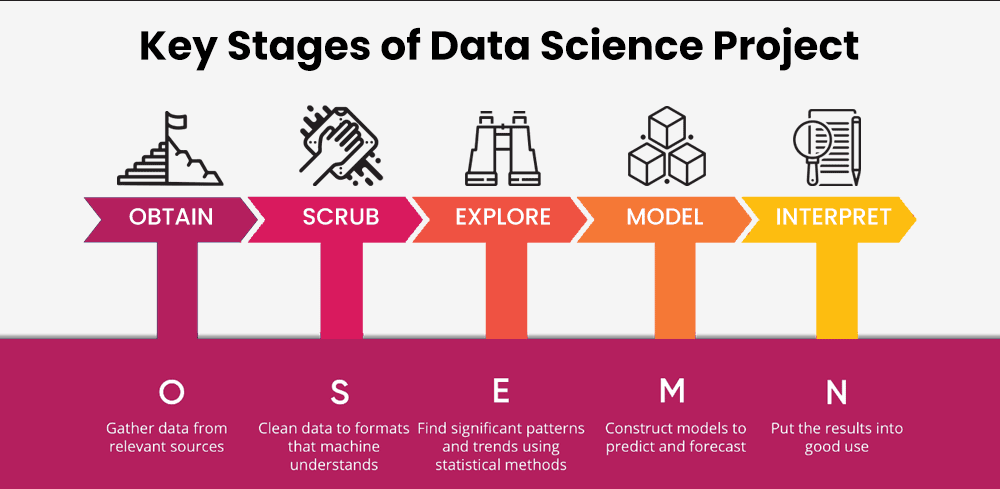 Key Stages of Data Science Project
OBTAIN
SCRUB
EXPLORE
MODEL
INTERPRET
O
Gather data from
relevant sources
S
Clean data to formats
that machine
understands
E
Find significant patterns
and trends using
statistical methods
M
Construct models to
predict and forecast
N
Put the results into
good use